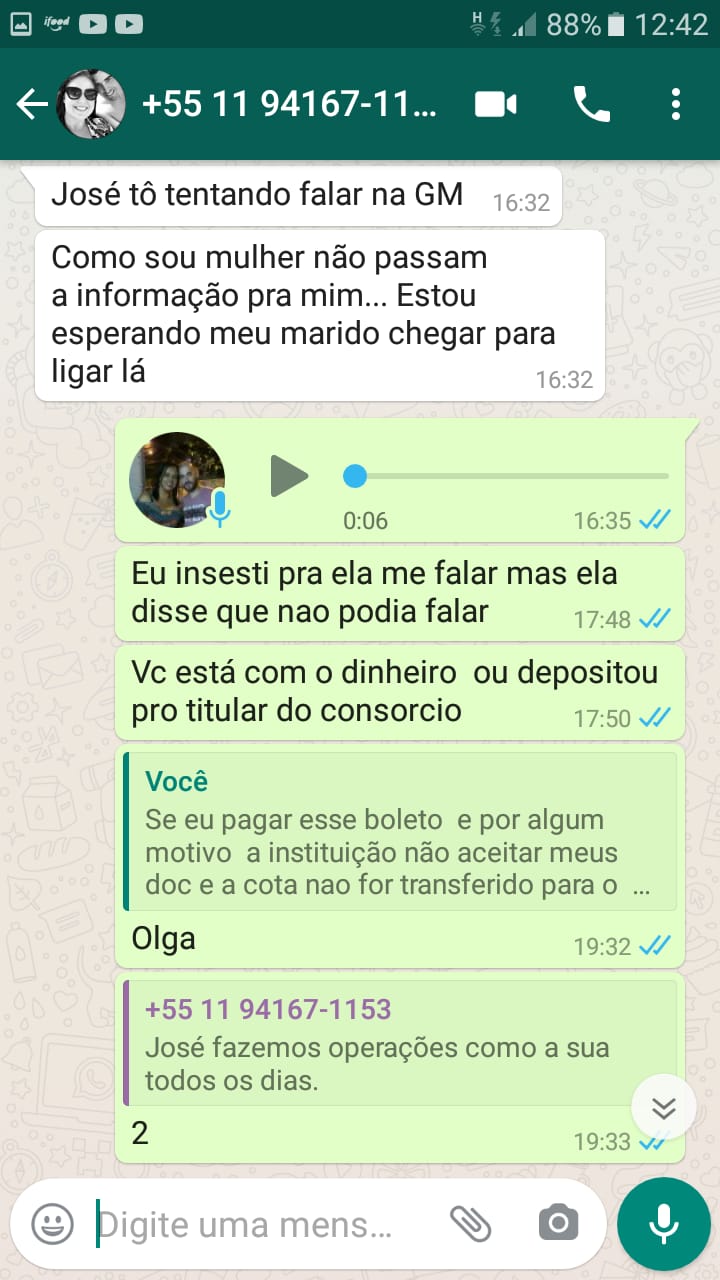 ifood
H
88%
12:42
+55 11 94167-11...
José tô tentando falar na GM
16:32
Como sou mulher não passam
a informação pra mim... Estou
esperando meu marido chegar para
ligar lá
16:32
0:06
16:35
Eu insesti pra ela me falar mas ela
disse que nao podia falar
17:48
Vc está com o dinheiro  ou depositou
pro titular do consorcio
17:50
Você
Se eu pagar esse boleto  e por algum
motivo  a instituição não aceitar meus
doc e a cota nao for transferido para o  ...
Olga
19:32
+55 11 94167-1153
José fazemos operações como a sua
todos os dias.
2
19:33
Digite uma mens...